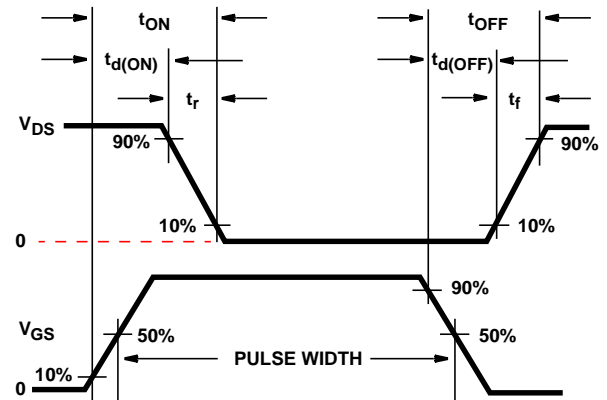 tON tOFF
td(ON) td(OFF)
tr tf
VDS
90% 90%
10% 10%
0
90%
VGS 50% 50%
PULSE WIDTH
10%
0